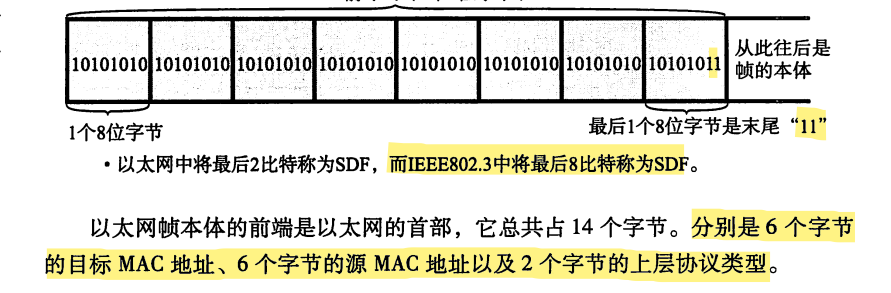 10101010 10101010 10101010 10101010 10101010 10101010 10101010 10101011 从此往后是
帧的本体
1个8位字节
最后1个8位字节是末尾“11”
・以太网中将最后2比特称为SDF，而IEEE802.3中将最后8比特称为SDF。
以太网帧本体的前端是以太网的首部，它总共占 14 个字节。分别是 6 个字节
的目标 MAC 地址、6 个字节的源 MAC 地址以及 2 个字节的上层协议类型。